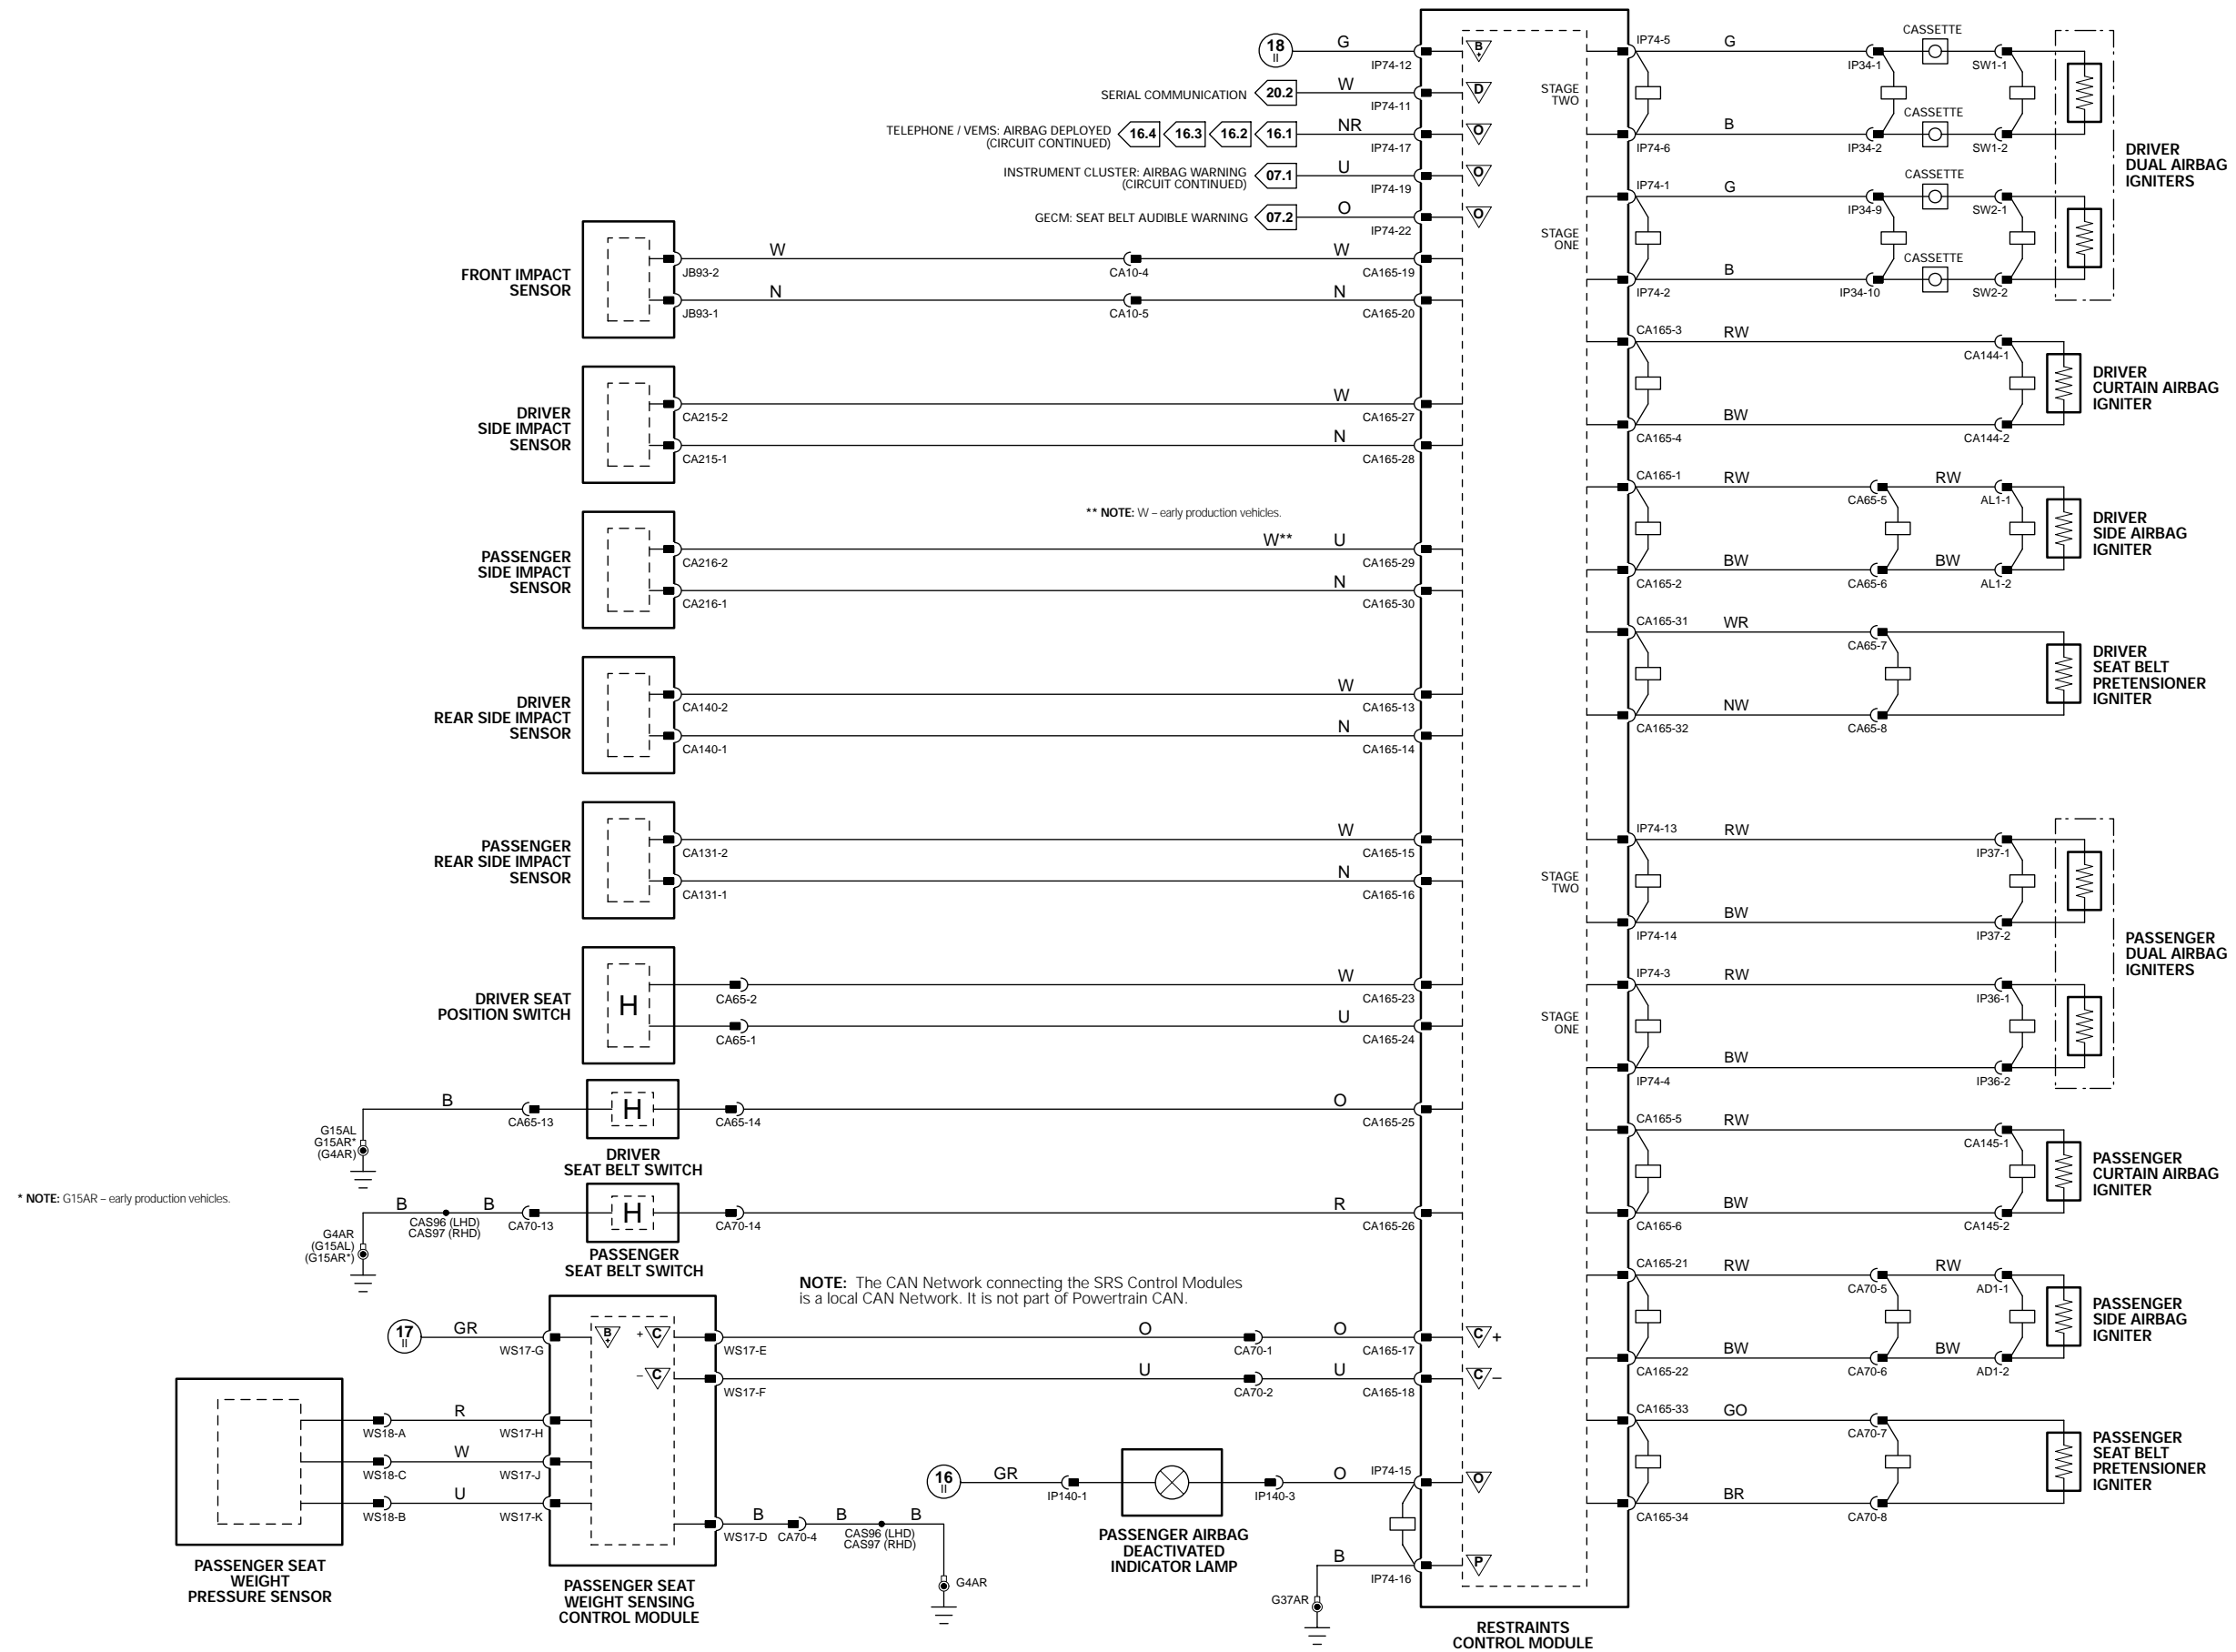 18
II
G
IP74-12
B
+
SERIAL COMMUNICATION
20.2
W
IP74-11
D
TELEPHONE / VEMS: AIRBAG DEPLOYED
(CIRCUIT CONTINUED)
16.4
16.3
16.2
16.1
NR
IP74-17
O
INSTRUMENT CLUSTER: AIRBAG WARNING
(CIRCUIT CONTINUED)
07.1
U
IP74-19
O
GECM: SEAT BELT AUDIBLE WARNING
07.2
O
IP74-22
O
FRONT IMPACT
SENSOR
JB93-2
W
CA10-4
W
CA165-19
JB93-1
N
CA10-5
N
CA165-20
DRIVER
SIDE IMPACT
SENSOR
CA215-2
W
CA165-27
CA215-1
N
CA165-28
** NOTE: W – early production vehicles.
PASSENGER
SIDE IMPACT
SENSOR
CA216-2
W**
U
CA165-29
CA216-1
N
CA165-30
DRIVER
REAR SIDE IMPACT
SENSOR
CA140-2
W
CA165-13
CA140-1
N
CA165-14
PASSENGER
REAR SIDE IMPACT
SENSOR
CA131-2
W
CA165-15
CA131-1
N
CA165-16
DRIVER SEAT
POSITION SWITCH
H
CA65-2
W
CA165-23
CA65-1
U
CA165-24
G15AL
G15AR*
(G4AR)
B
CA65-13
H
CA65-14
O
CA165-25
DRIVER
SEAT BELT SWITCH
* NOTE: G15AR – early production vehicles.
G4AR
(G15AL)
(G15AR*)
B
CAS96 (LHD)
CAS97 (RHD)
B
CA70-13
H
CA70-14
R
CA165-26
PASSENGER
SEAT BELT SWITCH
NOTE: The CAN Network connecting the SRS Control Modules
is a local CAN Network. It is not part of Powertrain CAN.
17
II
GR
WS17-G
B
+
+
C
WS17-E
O
CA70-1
O
CA165-17
C
+
–
C
WS17-F
U
CA70-2
U
CA165-18
C
–
WS18-A
R
WS17-H
WS18-C
W
WS17-J
WS18-B
U
WS17-K
PASSENGER SEAT
WEIGHT
PRESSURE SENSOR
WS17-D
B
CA70-4
B
CAS96 (LHD)
CAS97 (RHD)
B
G4AR
PASSENGER SEAT
WEIGHT SENSING
CONTROL MODULE
16
II
GR
IP140-1
IP140-3
O
IP74-15
O
PASSENGER AIRBAG
DEACTIVATED
INDICATOR LAMP
G37AR
B
IP74-16
P
RESTRAINTS
CONTROL MODULE
STAGE
TWO
IP74-5
G
IP34-1
CASSETTE
SW1-1
IP74-6
B
IP34-2
CASSETTE
SW1-2
STAGE
ONE
IP74-1
G
IP34-9
CASSETTE
SW2-1
IP74-2
B
IP34-10
CASSETTE
SW2-2
DRIVER
DUAL AIRBAG
IGNITERS
CA165-3
RW
CA144-1
CA165-4
BW
CA144-2
DRIVER
CURTAIN AIRBAG
IGNITER
CA165-1
RW
CA65-5
RW
AL1-1
CA165-2
BW
CA65-6
BW
AL1-2
DRIVER
SIDE AIRBAG
IGNITER
CA165-31
WR
CA65-7
CA165-32
NW
CA65-8
DRIVER
SEAT BELT
PRETENSIONER
IGNITER
STAGE
TWO
IP74-13
RW
IP37-1
IP74-14
BW
IP37-2
STAGE
ONE
IP74-3
RW
IP36-1
IP74-4
BW
IP36-2
PASSENGER
DUAL AIRBAG
IGNITERS
CA165-5
RW
CA145-1
CA165-6
BW
CA145-2
PASSENGER
CURTAIN AIRBAG
IGNITER
CA165-21
RW
CA70-5
RW
AD1-1
CA165-22
BW
CA70-6
BW
AD1-2
PASSENGER
SIDE AIRBAG
IGNITER
CA165-33
GO
CA70-7
CA165-34
BR
CA70-8
PASSENGER
SEAT BELT
PRETENSIONER
IGNITER